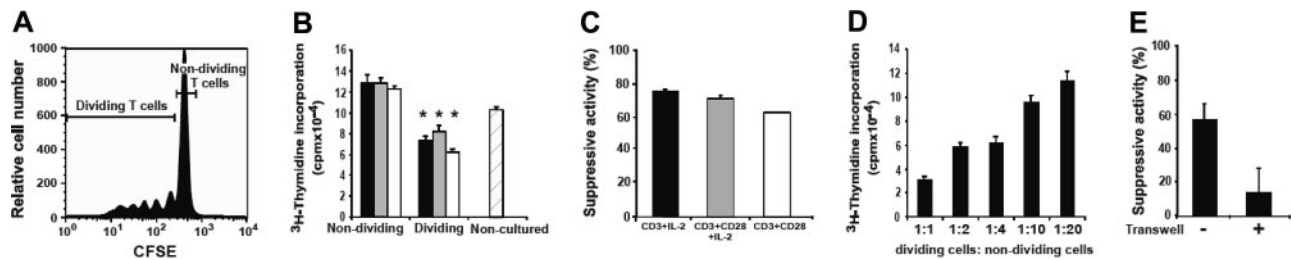 A
Relative cell number
1000
800
600
400
200
0
Non-dividing
T cells
Dividing T cells
10⁰
10¹
10²
10³
10⁴
CFSE
B
³H-Thymidine incorporation
(cpmx10⁻⁴)
16
14
12
10
8
6
4
2
0
* * *
Non-dividing
Dividing
Non-cultured
C
Suppressive activity (%)
100
80
60
40
20
0
CD3+IL-2
CD3+CD28
+IL-2
CD3+CD28
D
³H-Thymidine incorporation
(cpmx10⁻⁴)
14
12
10
8
6
4
2
0
1:1
1:2
1:4
1:10
1:20
dividing cells: non-dividing cells
E
Suppressive activity (%)
100
80
60
40
20
0
Transwell - +